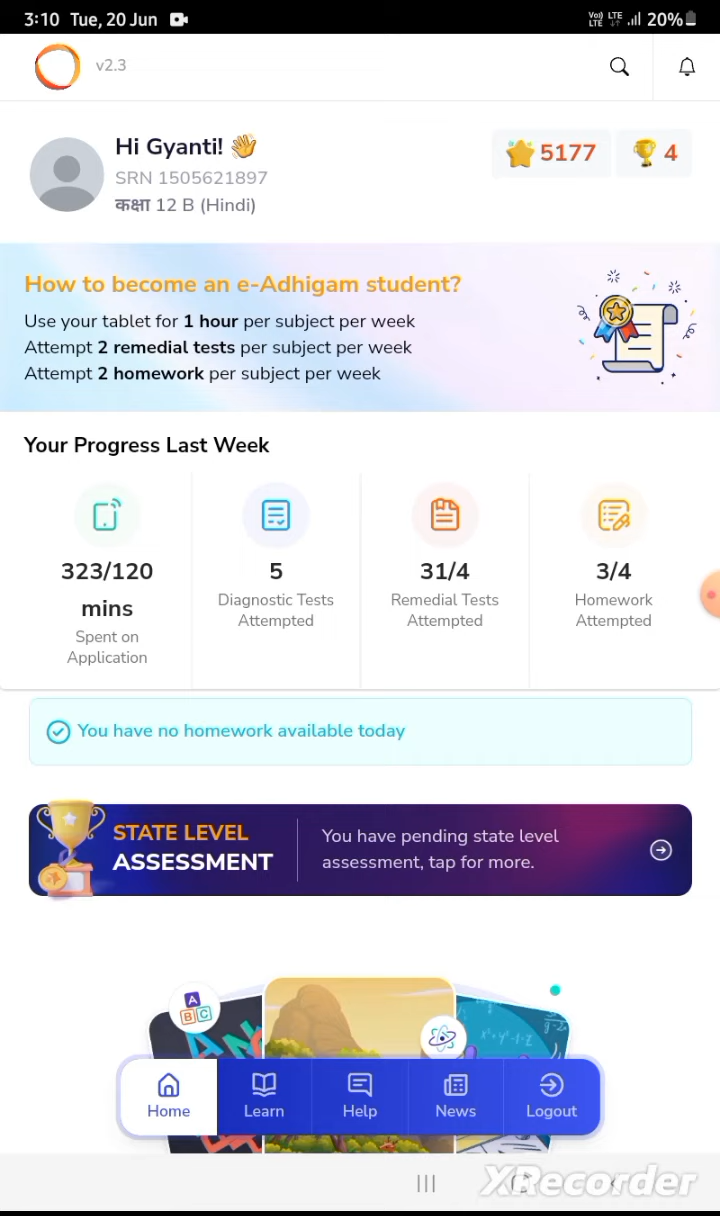 3:10 Tue, 20 Jun
Vo)) LTE
LTE
20%
v2.3
Hi Gyanti! 👋
5177
4
SRN 1505621897
कक्षा 12 B (Hindi)
How to become an e-Adhigam student?
Use your tablet for 1 hour per subject per week
Attempt 2 remedial tests per subject per week
Attempt 2 homework per subject per week
Your Progress Last Week
323/120
mins
Spent on
Application
5
Diagnostic Tests
Attempted
31/4
Remedial Tests
Attempted
3/4
Homework
Attempted
You have no homework available today
STATE LEVEL
ASSESSMENT
You have pending state level
assessment, tap for more.
A
B C
Home
Learn
Help
News
Logout
XRecorder